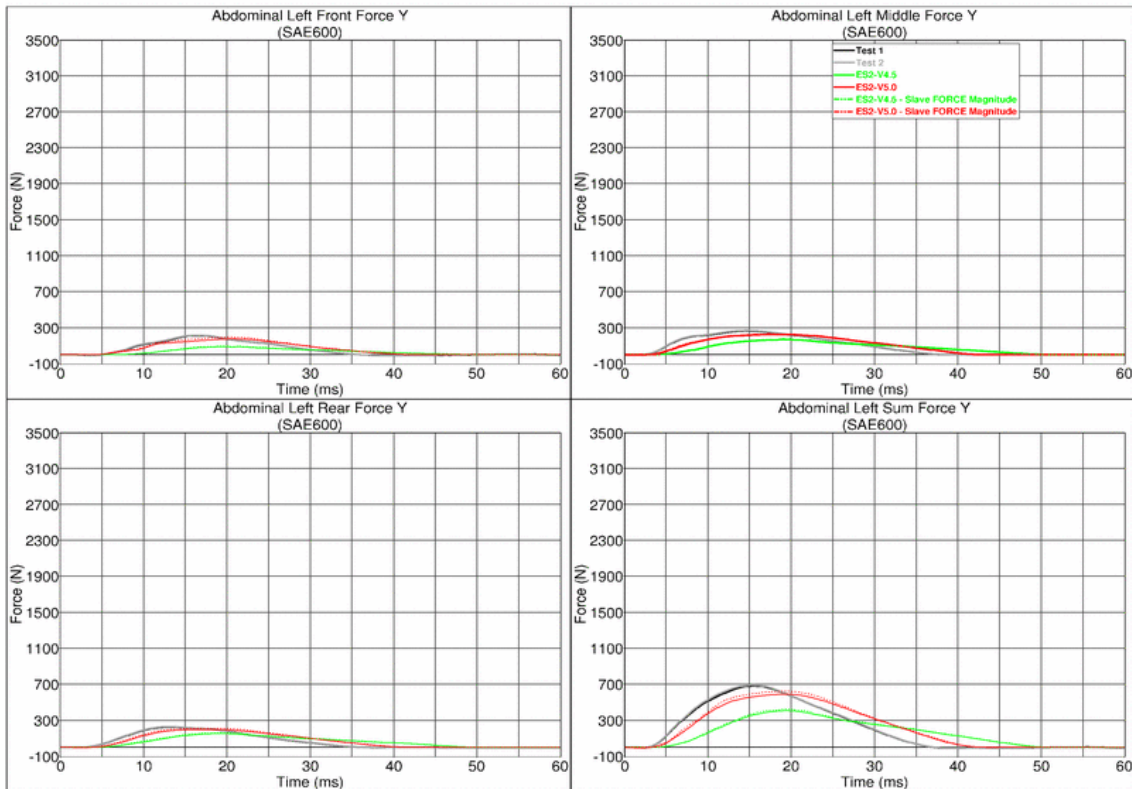 Abdominal Left Front Force Y
(SAE600)
3500
3100
2700
2300
1900
1500
1100
700
300
-100
Force (N)
0 10 20 30 40 50 60
Time (ms)
Abdominal Left Middle Force Y
(SAE600)
Test 1
Test 2
ES2-V4.5
ES2-V5.0
ES2-V4.5 - Slave FORCE Magnitude
ES2-V5.0 - Slave FORCE Magnitude
3500
3100
2700
2300
1900
1500
1100
700
300
-100
Force (N)
0 10 20 30 40 50 60
Time (ms)
Abdominal Left Rear Force Y
(SAE600)
3500
3100
2700
2300
1900
1500
1100
700
300
-100
Force (N)
0 10 20 30 40 50 60
Time (ms)
Abdominal Left Sum Force Y
(SAE600)
3500
3100
2700
2300
1900
1500
1100
700
300
-100
Force (N)
0 10 20 30 40 50 60
Time (ms)